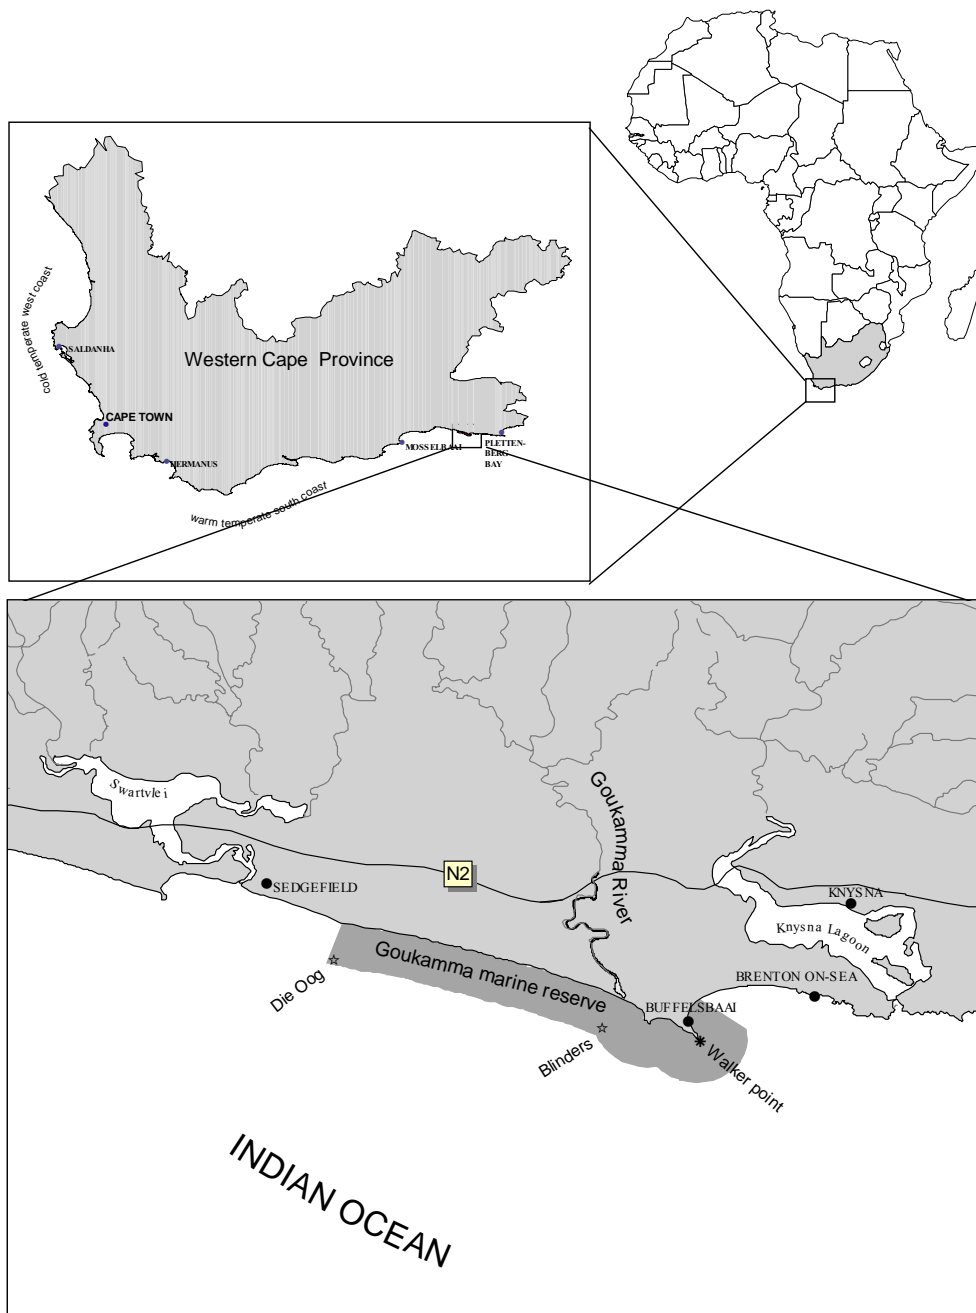 cold temperate west coast
SALDANHA
Western Cape Province
CAPE TOWN
HERMANUS
MOSSELBAAI
PLETTEN-
BERG
BAY
warm temperate south coast
Swartvlei
Goukamma River
N2
SEDGEFIELD
KNYSNA
Knysna Lagoon
Goukamma marine reserve
Die Oog
BRENTON ON-SEA
BUFFELSBAAI
Blinders
Walker point
INDIAN OCEAN